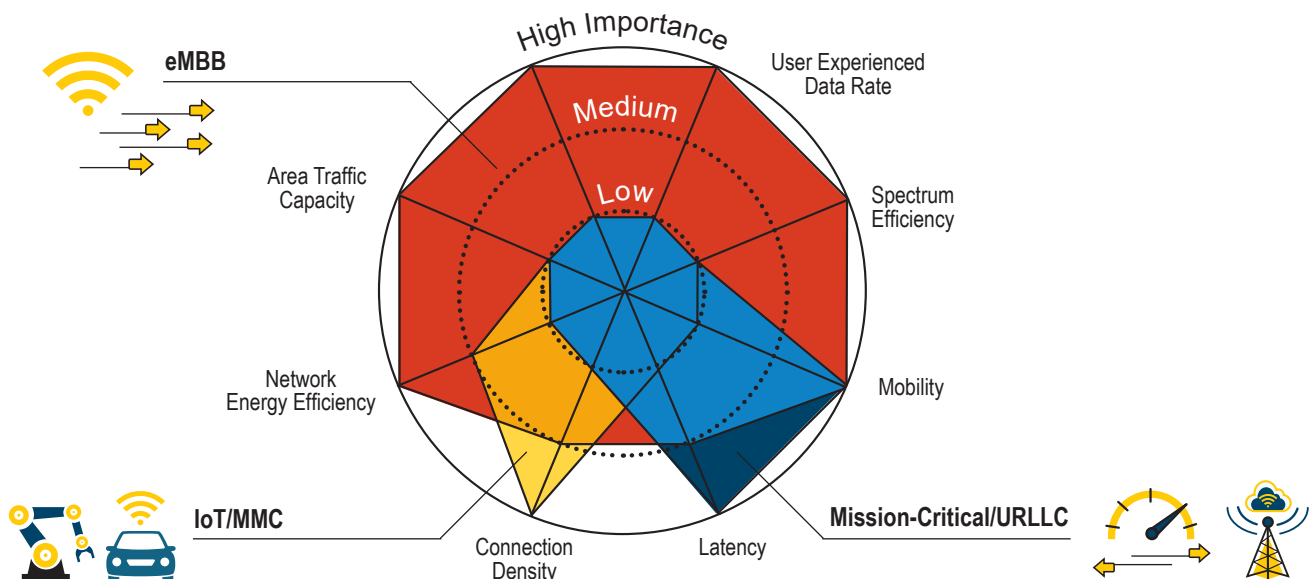 High Importance
eMBB
User Experienced
Data Rate
Medium
Area Traffic
Capacity
Low
Spectrum
Efficiency
Network
Energy Efficiency
Mobility
IoT/MMC
Mission-Critical/URLLC
Connection
Density
Latency